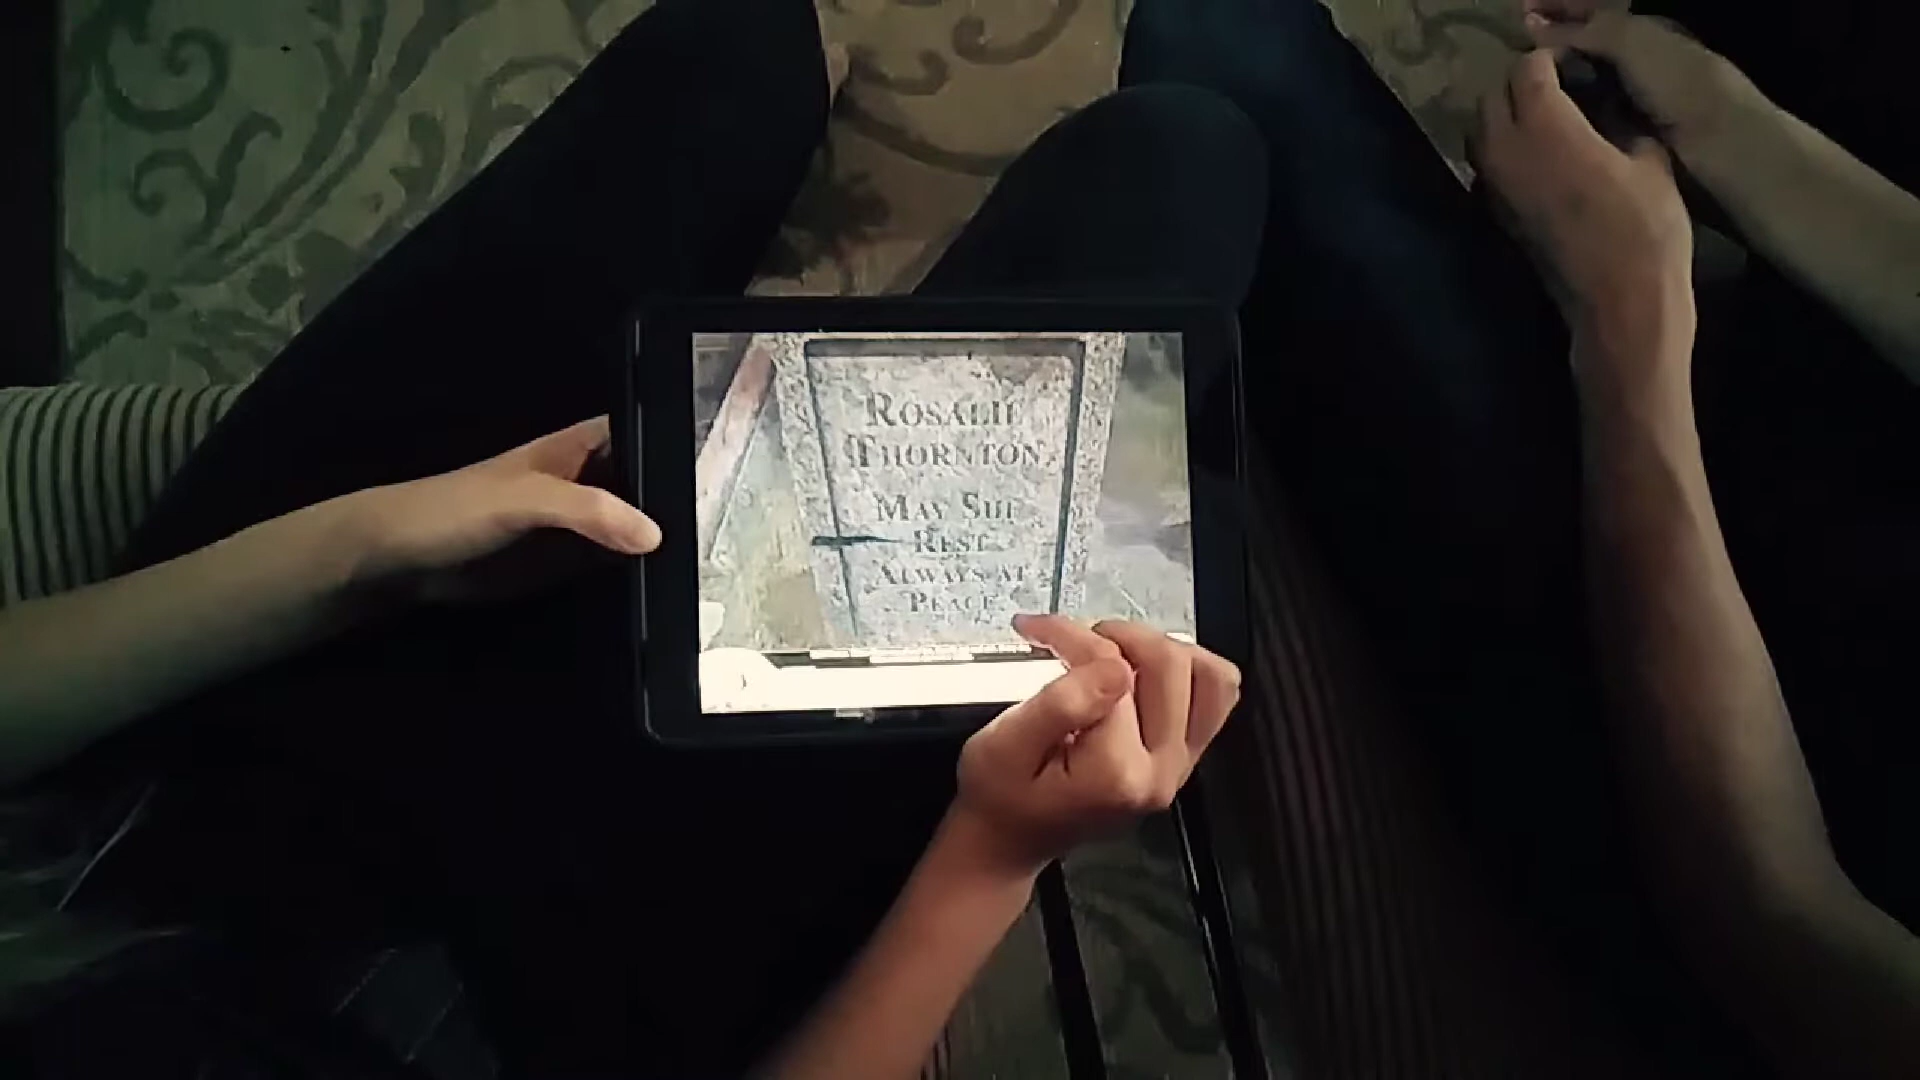 ROSALIE
THORNTON
MAY SHE
REST
ALWAYS AT
PEACE